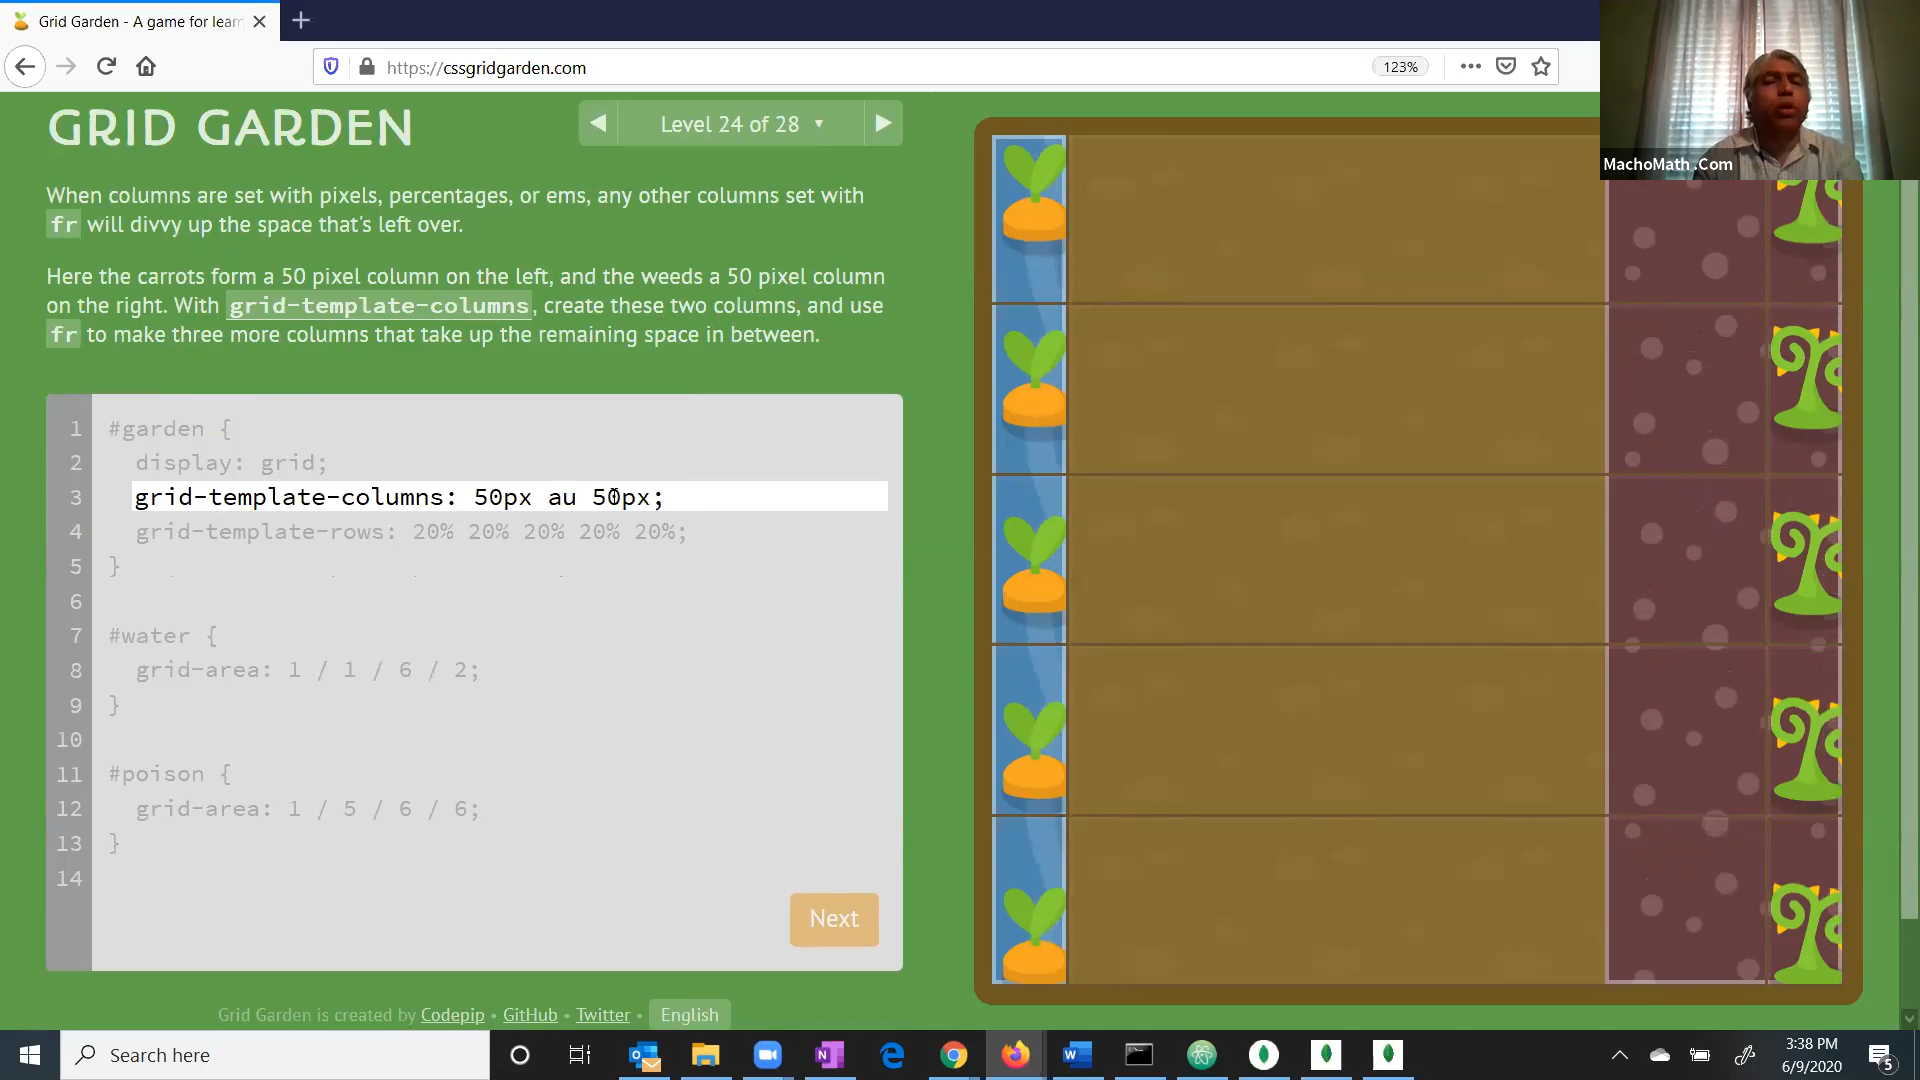 Grid Garden - A game for learn
https://cssgridgarden.com
123%
MachoMath .Com
GRID GARDEN
Level 24 of 28
When columns are set with pixels, percentages, or ems, any other columns set with
fr will divvy up the space that's left over.
Here the carrots form a 50 pixel column on the left, and the weeds a 50 pixel column
on the right. With grid-template-columns, create these two columns, and use
fr to make three more columns that take up the remaining space in between.
1 #garden {
2 display: grid;
3 grid-template-columns: 50px au 50px;
4 grid-template-rows: 20% 20% 20% 20% 20%;
5 }
6
7 #water {
8 grid-area: 1 / 1 / 6 / 2;
9 }
10
11 #poison {
12 grid-area: 1 / 5 / 6 / 6;
13 }
14
Next
Grid Garden is created by Codepip • GitHub • Twitter • English
Search here
3:38 PM
6/9/2020
5